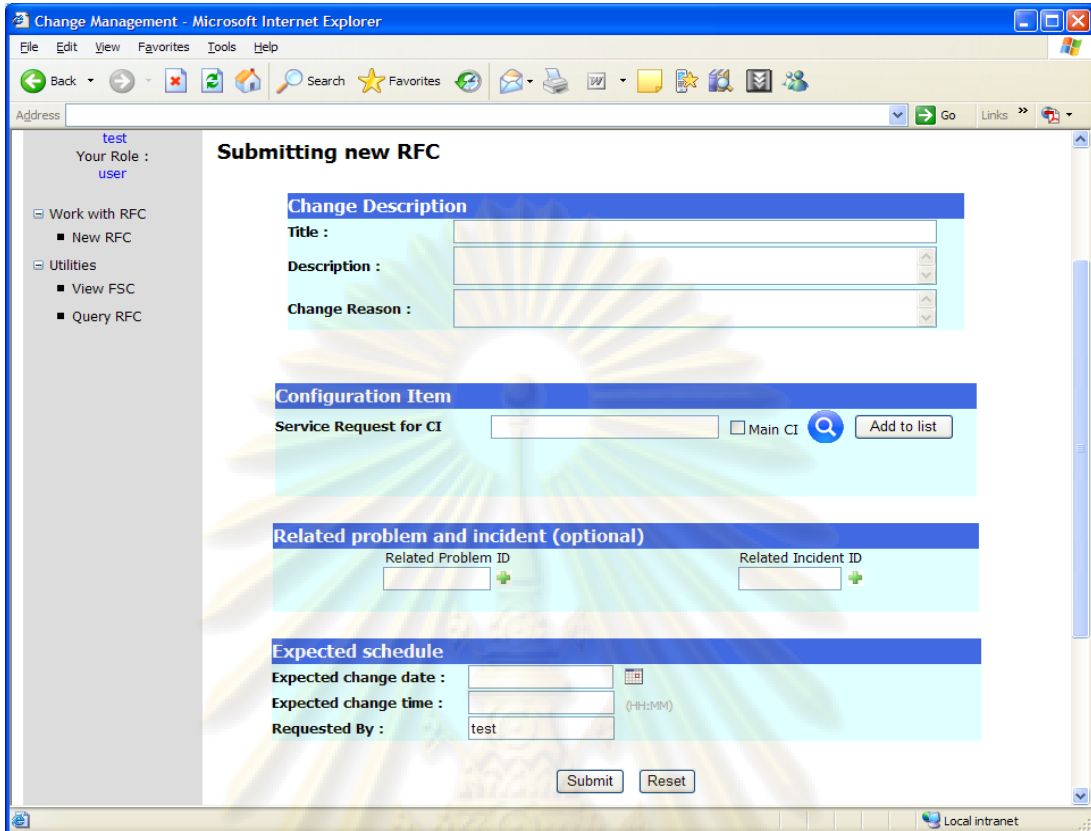 Change Management - Microsoft Internet Explorer
File Edit View Favorites Tools Help
Back Search Favorites W
Address Go Links »
test
Your Role :
user
Work with RFC
New RFC
Utilities
View FSC
Query RFC
Submitting new RFC
Change Description
Title :
Description :
Change Reason :
Configuration Item
Service Request for CI Main CI Add to list
Related problem and incident (optional)
Related Problem ID Related Incident ID
Expected schedule
Expected change date :
Expected change time : (HH:MM)
Requested By : test
Submit Reset
Local intranet